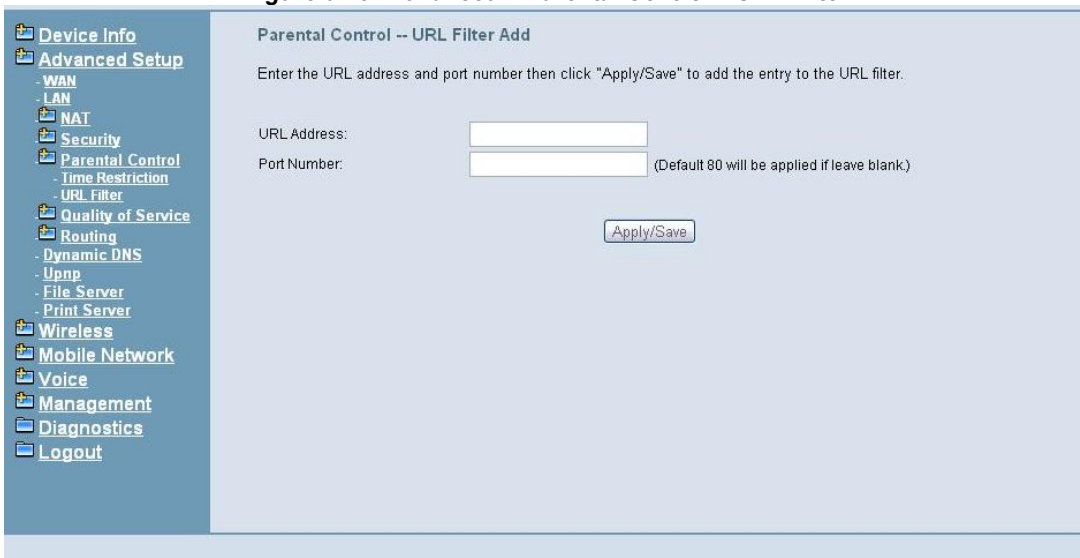 Device Info
Advanced Setup
- WAN
- LAN
NAT
Security
Parental Control
- Time Restriction
- URL Filter
Quality of Service
Routing
- Dynamic DNS
- Upnp
- File Server
- Print Server
Wireless
Mobile Network
Voice
Management
Diagnostics
Logout
Parental Control -- URL Filter Add
Enter the URL address and port number then click "Apply/Save" to add the entry to the URL filter.
URL Address:
Port Number: (Default 80 will be applied if leave blank.)
Apply/Save